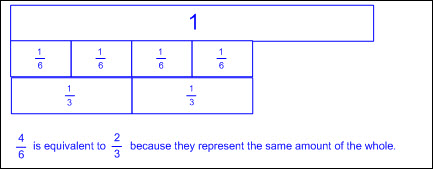 1
1/6 1/6 1/6 1/6
1/3 1/3
4/6 is equivalent to 2/3 because they represent the same amount of the whole.